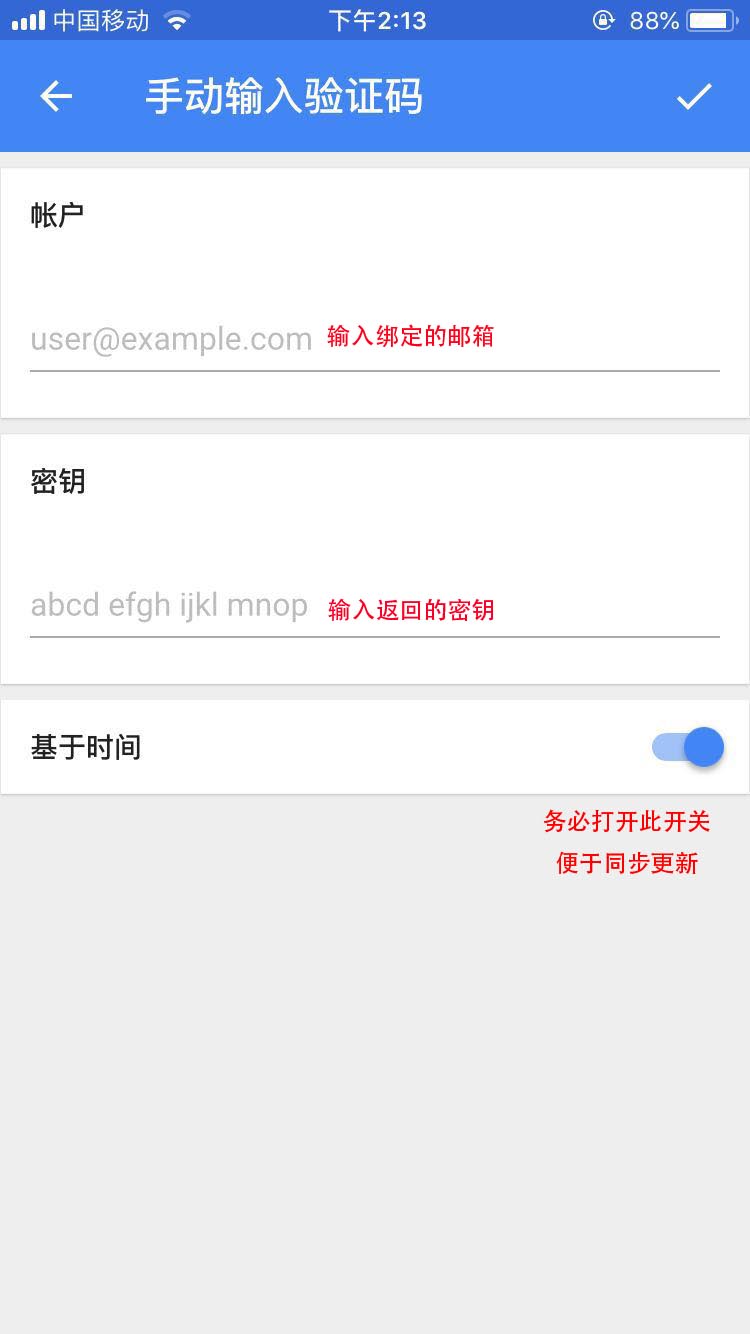 中国移动 下午2:13 88%
手动输入验证码
帐户
user@example.com 输入绑定的邮箱
密钥
abcd efgh ijkl mnop 输入返回的密钥
基于时间
务必打开此开关
便于同步更新